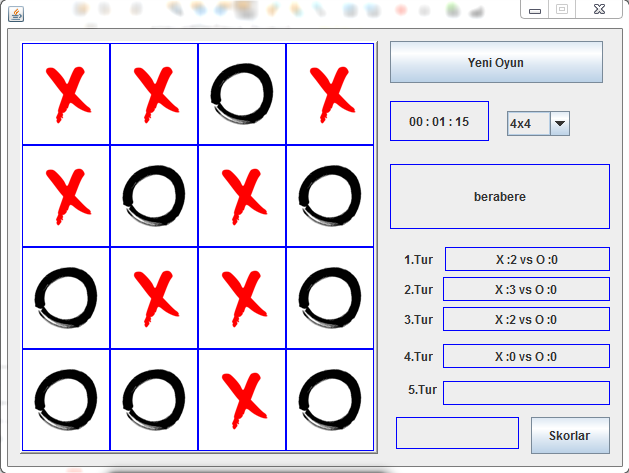 Yeni Oyun
00 : 01 : 15
4x4
berabere
1.Tur X :2 vs O :0
2.Tur X :3 vs O :0
3.Tur X :2 vs O :0
4.Tur X :0 vs O :0
5.Tur
Skorlar